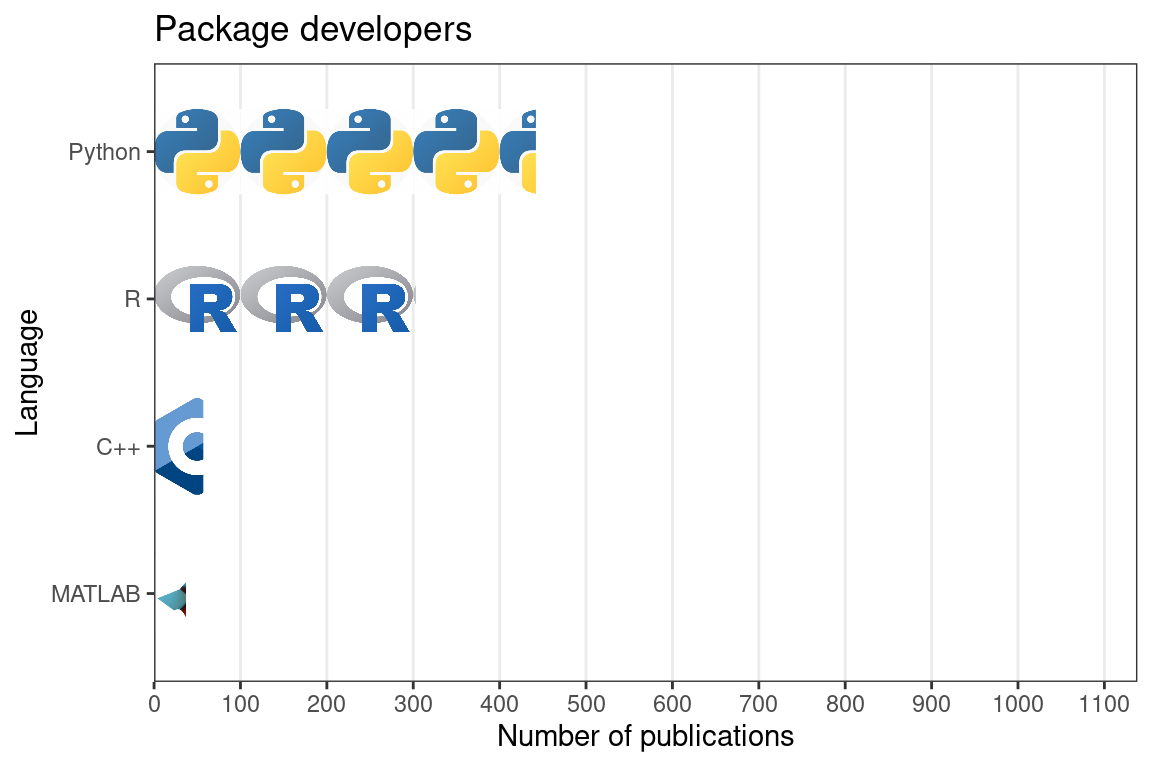 Package developers
Language
Python
R
R R R
C++
MATLAB
0 100 200 300 400 500 600 700 800 900 1000 1100
Number of publications